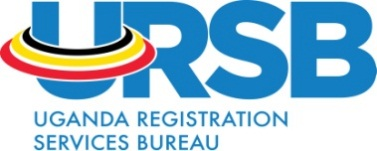 URSB
UGANDA REGISTRATION
SERVICES BUREAU